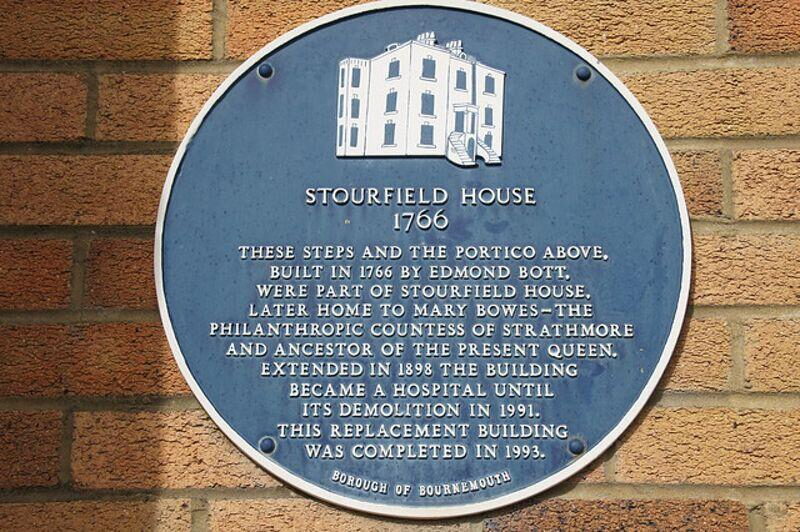 STOURFIELD HOUSE
1766
THESE STEPS AND THE PORTICO ABOVE,
BUILT IN 1766 BY EDMOND BOTT,
WERE PART OF STOURFIELD HOUSE,
LATER HOME TO MARY BOWES-THE
PHILANTHROPIC COUNTESS OF STRATHMORE
AND ANCESTOR OF THE PRESENT QUEEN.
EXTENDED IN 1898 THE BUILDING
BECAME A HOSPITAL UNTIL
ITS DEMOLITION IN 1991.
THIS REPLACEMENT BUILDING
WAS COMPLETED IN 1993.
BOROUGH OF BOURNEMOUTH